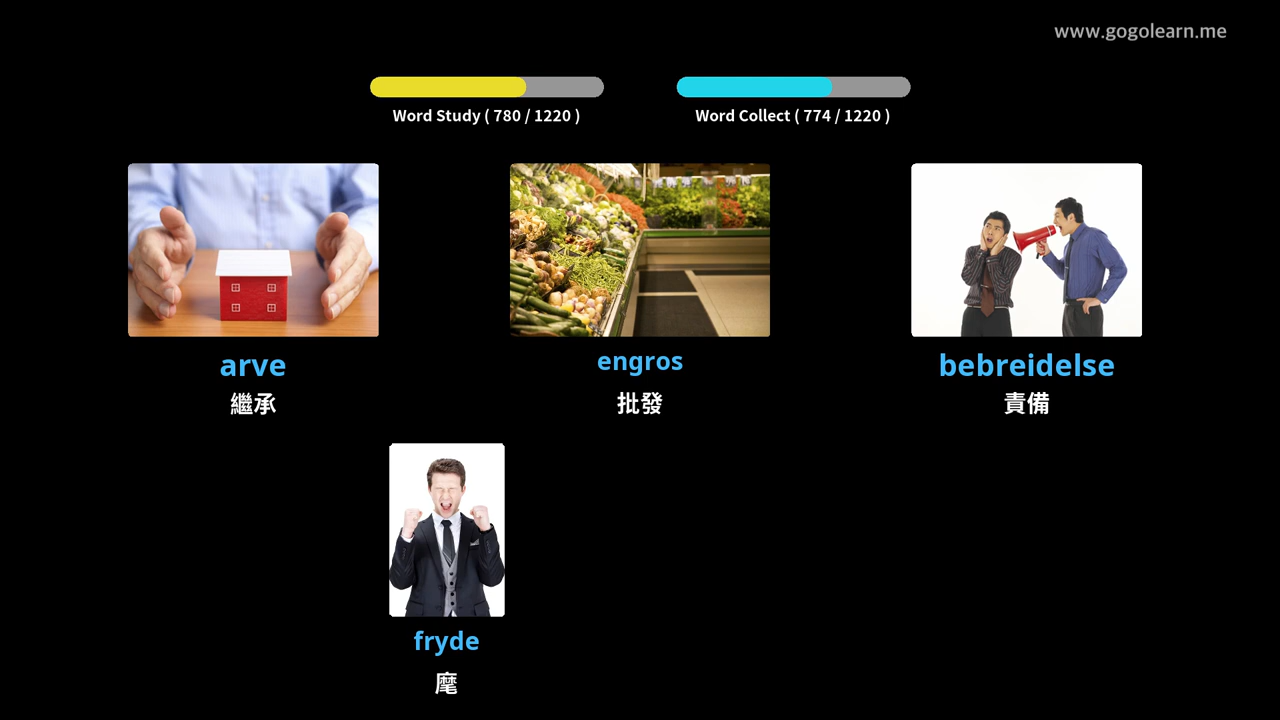 www.gogolearn.me
Word Study ( 780 / 1220 )
Word Collect ( 774 / 1220 )
arve
繼承
engros
批發
bebreidelse
責備
fryde
麾